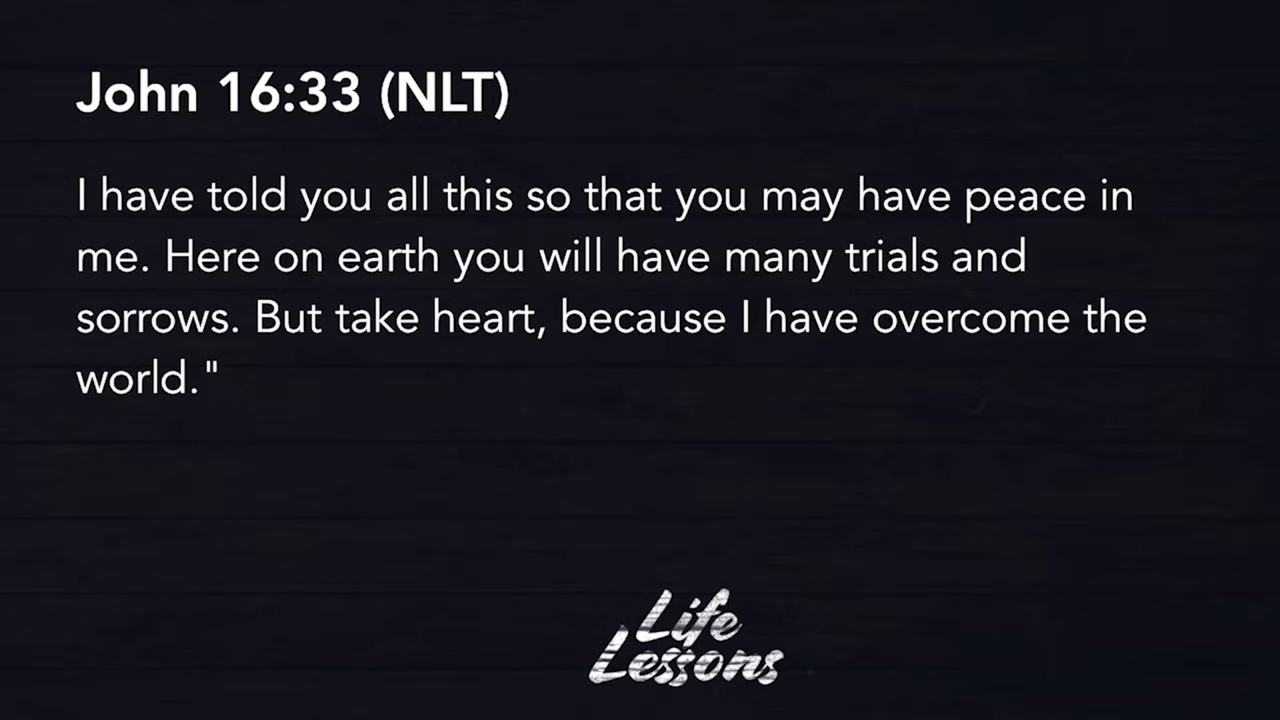 John 16:33 (NLT)
I have told you all this so that you may have peace in
me. Here on earth you will have many trials and
sorrows. But take heart, because I have overcome the
world."
Life
Lessons